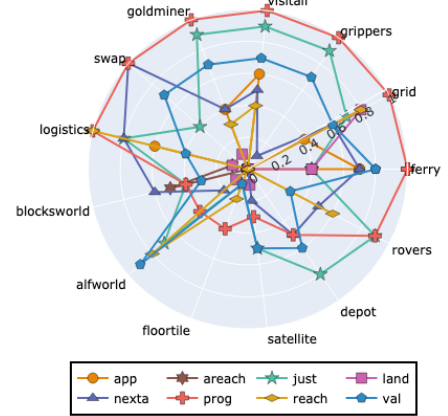 visitall
goldminer
grippers
swap
grid
0.8
0.6
0.4
0.2
0
logistics
ferry
blocksworld
rovers
alfworld
depot
floortile
satellite
app areach just land
nexta prog reach val